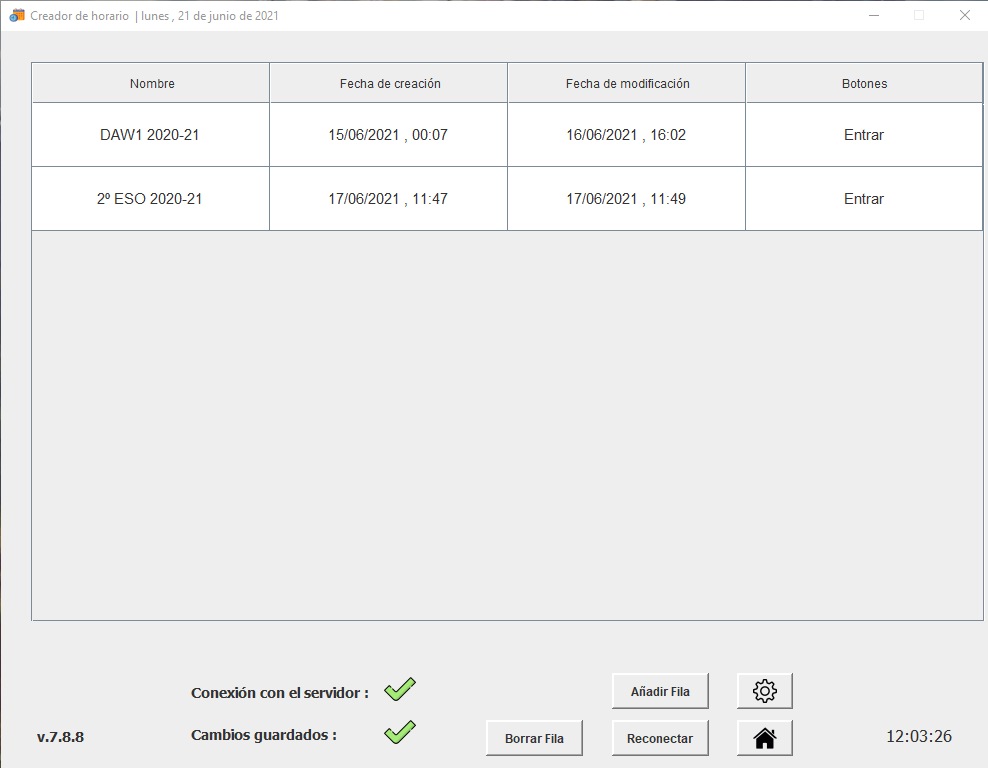 Creador de horario | lunes , 21 de junio de 2021
Nombre Fecha de creación Fecha de modificación Botones
DAW1 2020-21 15/06/2021 , 00:07 16/06/2021 , 16:02 Entrar
2º ESO 2020-21 17/06/2021 , 11:47 17/06/2021 , 11:49 Entrar
Conexión con el servidor : Añadir Fila
v.7.8.8 Cambios guardados : Borrar Fila Reconectar 12:03:26